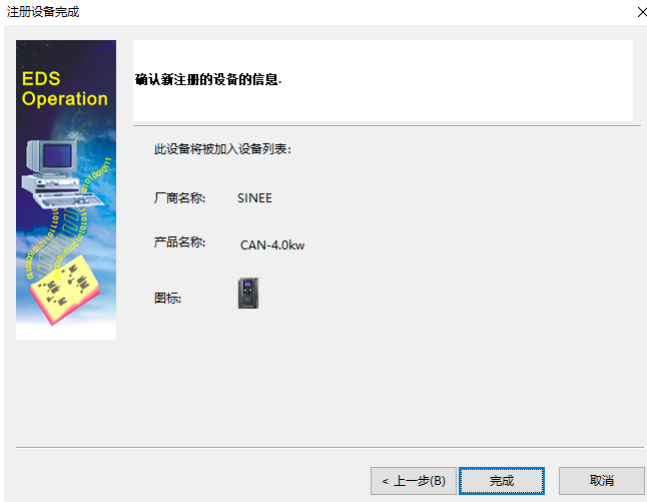 注册设备完成
EDS
Operation
确认新注册的设备的信息.
此设备将被加入设备列表:
厂商名称: SINEE
产品名称: CAN-4.0kw
图标:
< 上一步(B) 完成 取消